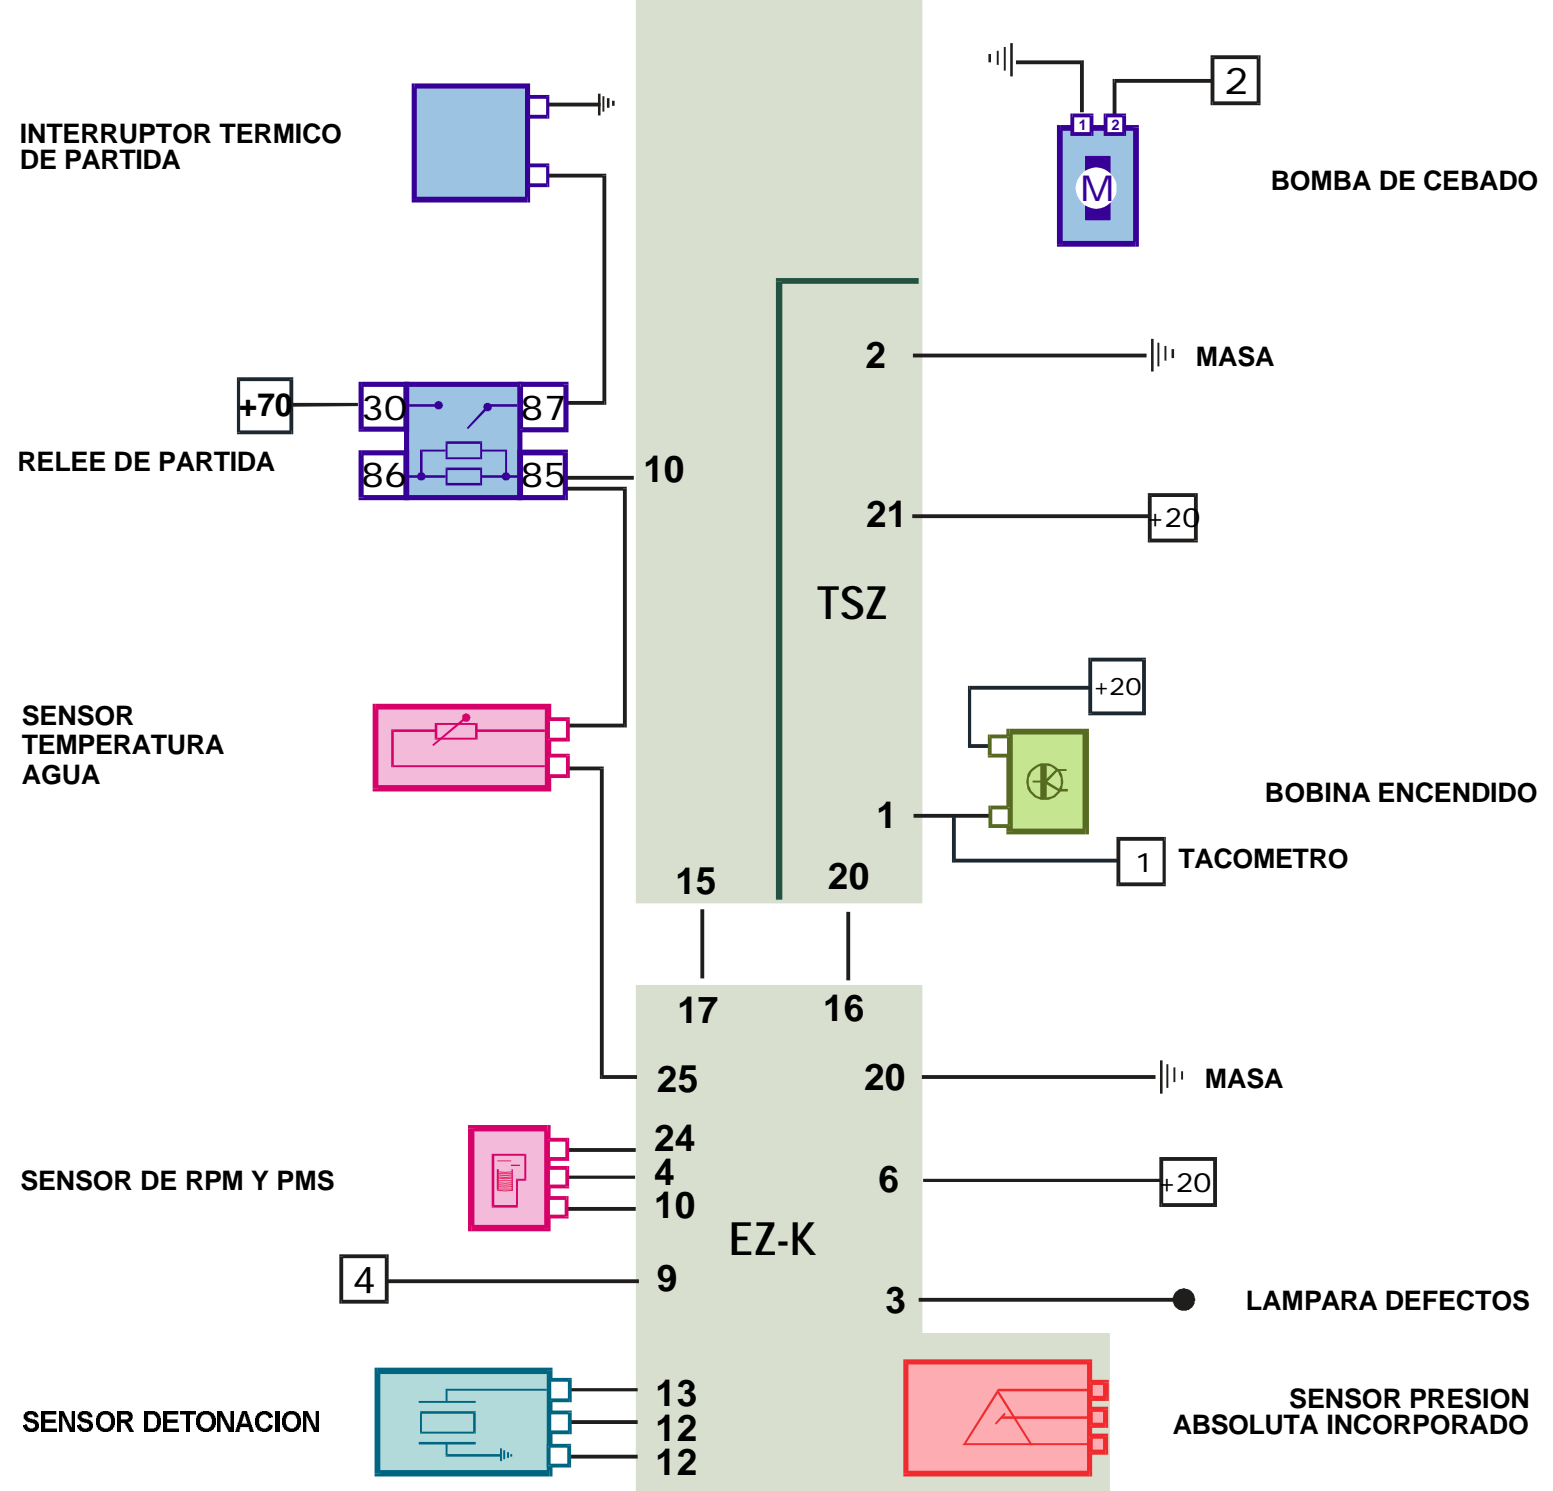 INTERRUPTOR TERMICO
DE PARTIDA
2
1
2
M
BOMBA DE CEBADO
2
MASA
+70
30
87
86
85
RELEE DE PARTIDA
10
21
+20
TSZ
SENSOR
TEMPERATURA
AGUA
+20
BOBINA ENCENDIDO
1
1
TACOMETRO
15
20
17
16
25
20
MASA
SENSOR DE RPM Y PMS
24
4
10
6
+20
EZ-K
4
9
3
LAMPARA DEFECTOS
SENSOR DETONACION
13
12
12
SENSOR PRESION
ABSOLUTA INCORPORADO